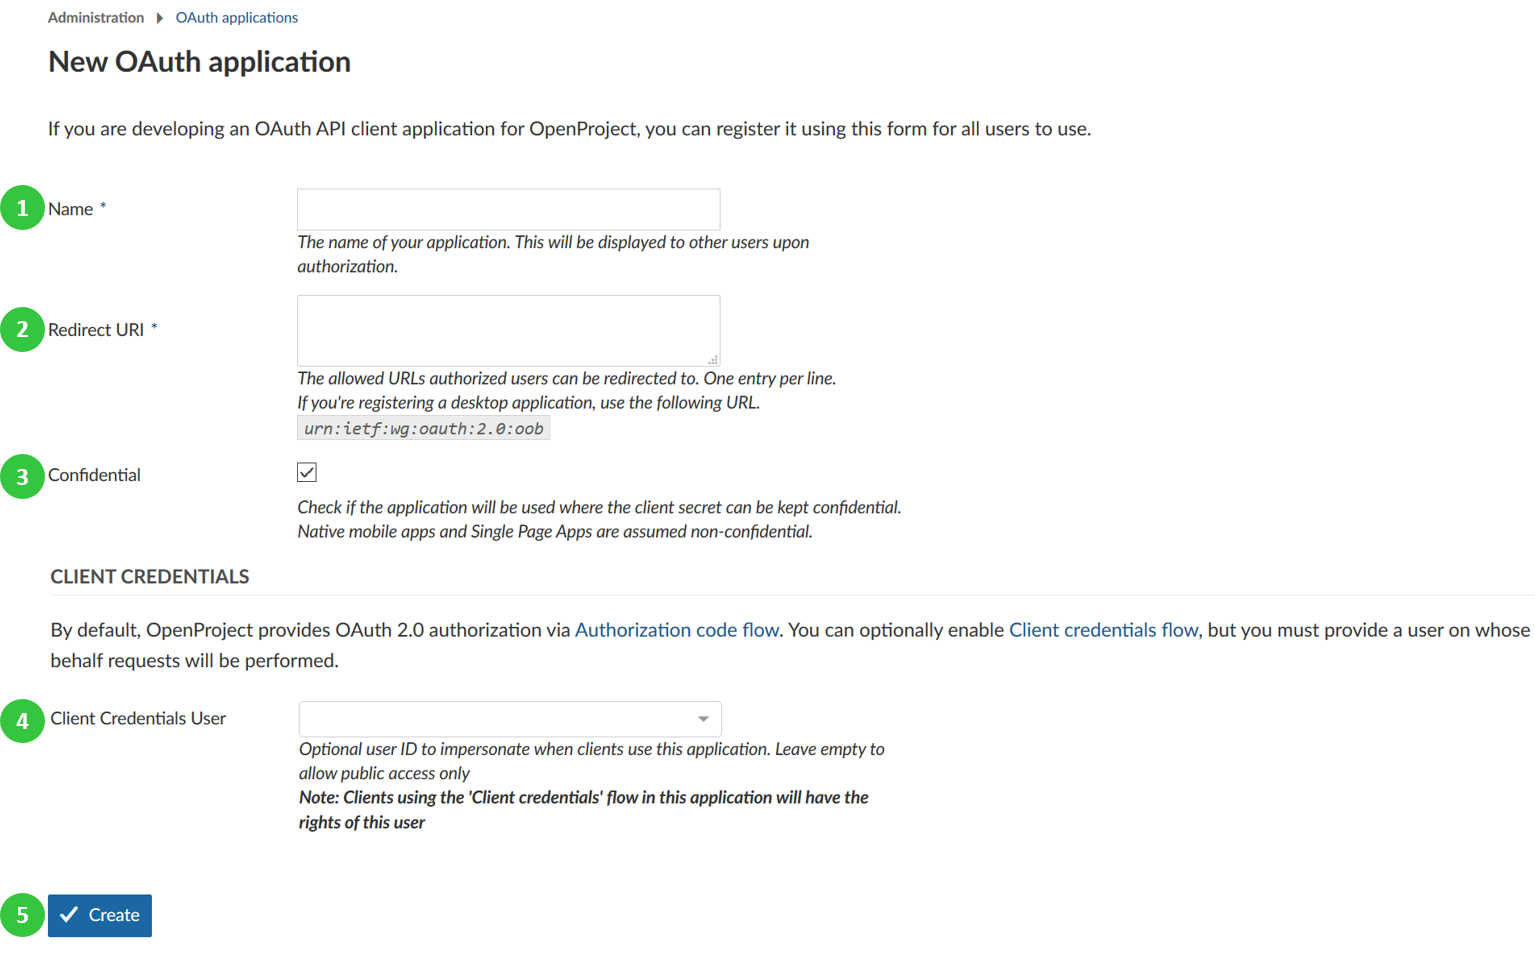 Administration OAuth applications
New OAuth application
If you are developing an OAuth API client application for OpenProject, you can register it using this form for all users to use.
1 Name *
The name of your application. This will be displayed to other users upon
authorization.
2 Redirect URI *
The allowed URLs authorized users can be redirected to. One entry per line.
If you're registering a desktop application, use the following URL.
urn:ietf:wg:oauth:2.0:oob
3 Confidential
Check if the application will be used where the client secret can be kept confidential.
Native mobile apps and Single Page Apps are assumed non-confidential.
CLIENT CREDENTIALS
By default, OpenProject provides OAuth 2.0 authorization via Authorization code flow. You can optionally enable Client credentials flow, but you must provide a user on whose
behalf requests will be performed.
4 Client Credentials User
Optional user ID to impersonate when clients use this application. Leave empty to
allow public access only
Note: Clients using the 'Client credentials' flow in this application will have the
rights of this user
5 Create